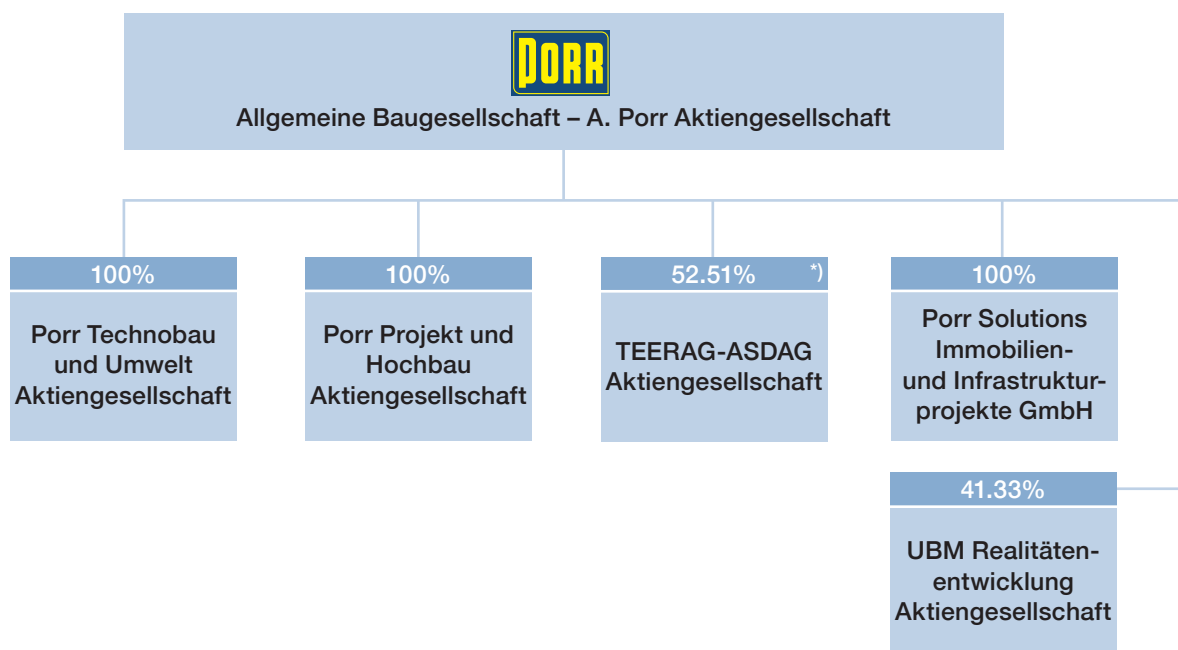 PORR
Allgemeine Baugesellschaft – A. Porr Aktiengesellschaft
100%
Porr Technobau
und Umwelt
Aktiengesellschaft
100%
Porr Projekt und
Hochbau
Aktiengesellschaft
52.51% *)
TEERAG-ASDAG
Aktiengesellschaft
100%
Porr Solutions
Immobilien-
und Infrastruktur-
projekte GmbH
41.33%
UBM Realitäten-
entwicklung
Aktiengesellschaft